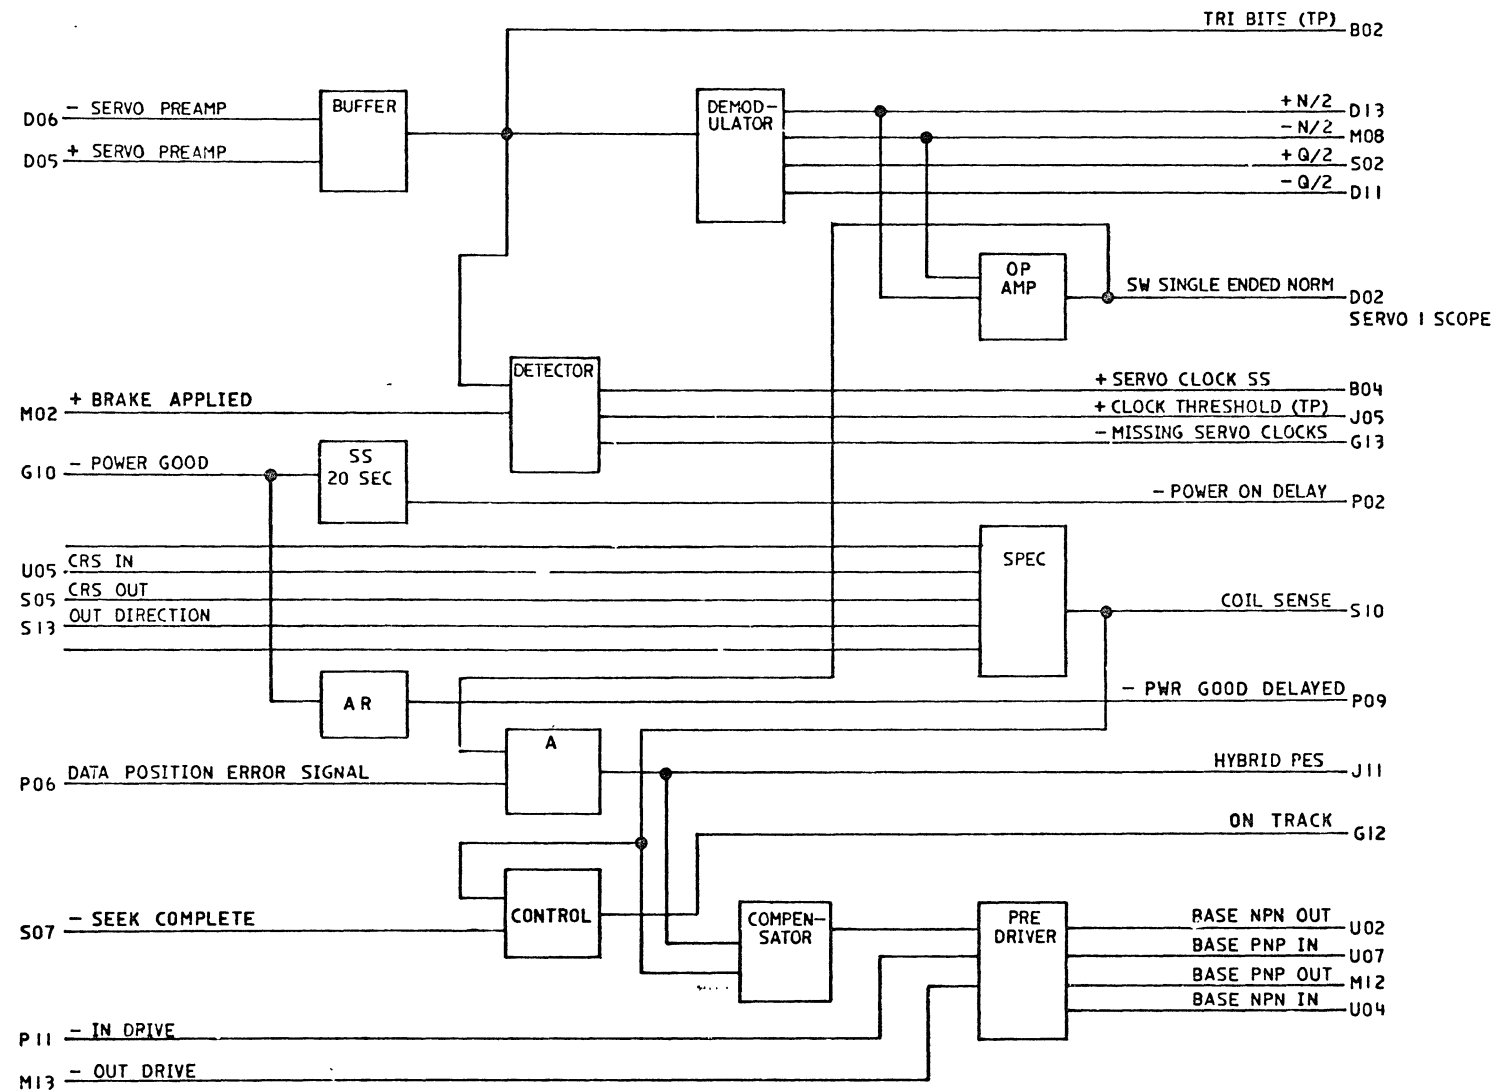 TRI BITS (TP)
B02
D06
- SERVO PREAMP
D05
+ SERVO PREAMP
BUFFER
DEMOD-
ULATOR
+ N/2
D13
- N/2
M08
+ Q/2
S02
- Q/2
D11
OP
AMP
SW SINGLE ENDED NORM
D02
SERVO 1 SCOPE
DETECTOR
+ SERVO CLOCK SS
B04
+ CLOCK THRESHOLD (TP)
J05
- MISSING SERVO CLOCKS
G13
M02
+ BRAKE APPLIED
G10
- POWER GOOD
SS
20 SEC
- POWER ON DELAY
P02
U05
CRS IN
S05
CRS OUT
S13
OUT DIRECTION
SPEC
COIL SENSE
S10
AR
- PWR GOOD DELAYED
P09
A
P06
DATA POSITION ERROR SIGNAL
HYBRID PES
J11
ON TRACK
G12
S07
- SEEK COMPLETE
CONTROL
COMPEN-
SATOR
PRE
DRIVER
BASE NPN OUT
U02
BASE PNP IN
U07
BASE PNP OUT
M12
BASE NPN IN
U04
P11
- IN DRIVE
M13
- OUT DRIVE